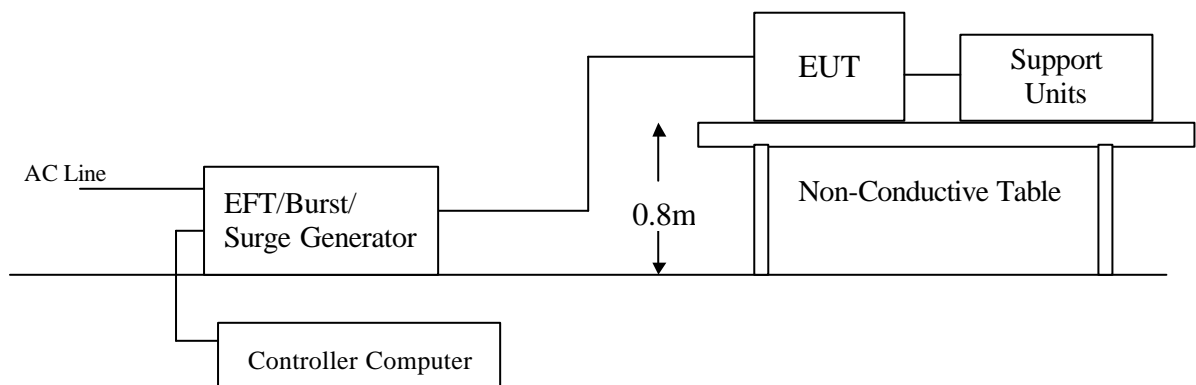 EUT
Support
Units
AC Line
EFT/Burst/
Surge Generator
0.8m
Non-Conductive Table
Controller Computer